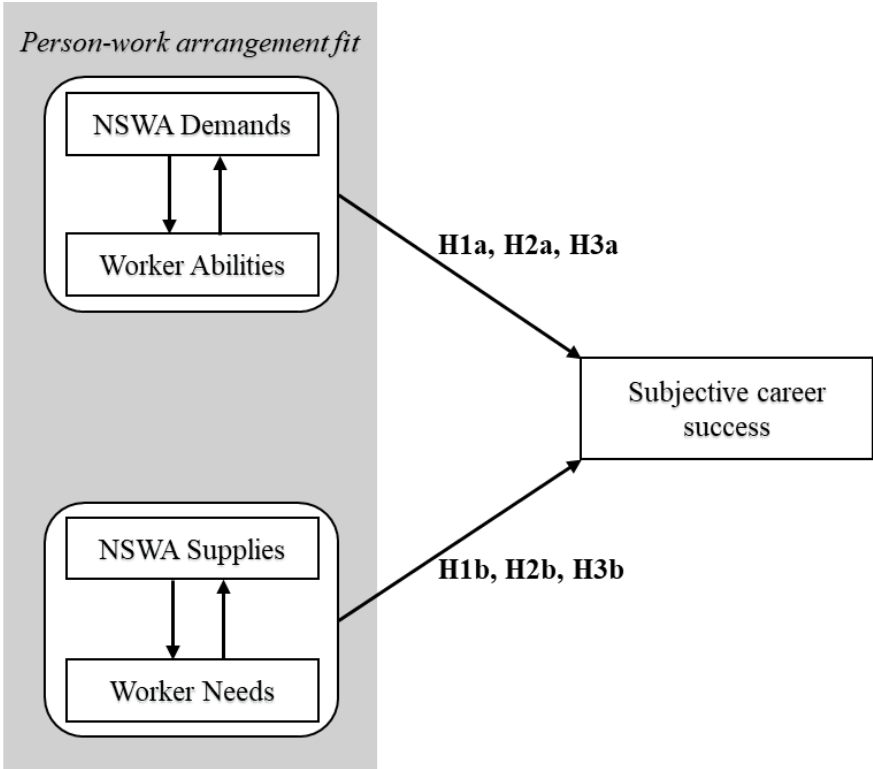 Person-work arrangement fit
NSWA Demands
Worker Abilities
H1a, H2a, H3a
Subjective career
success
NSWA Supplies
H1b, H2b, H3b
Worker Needs